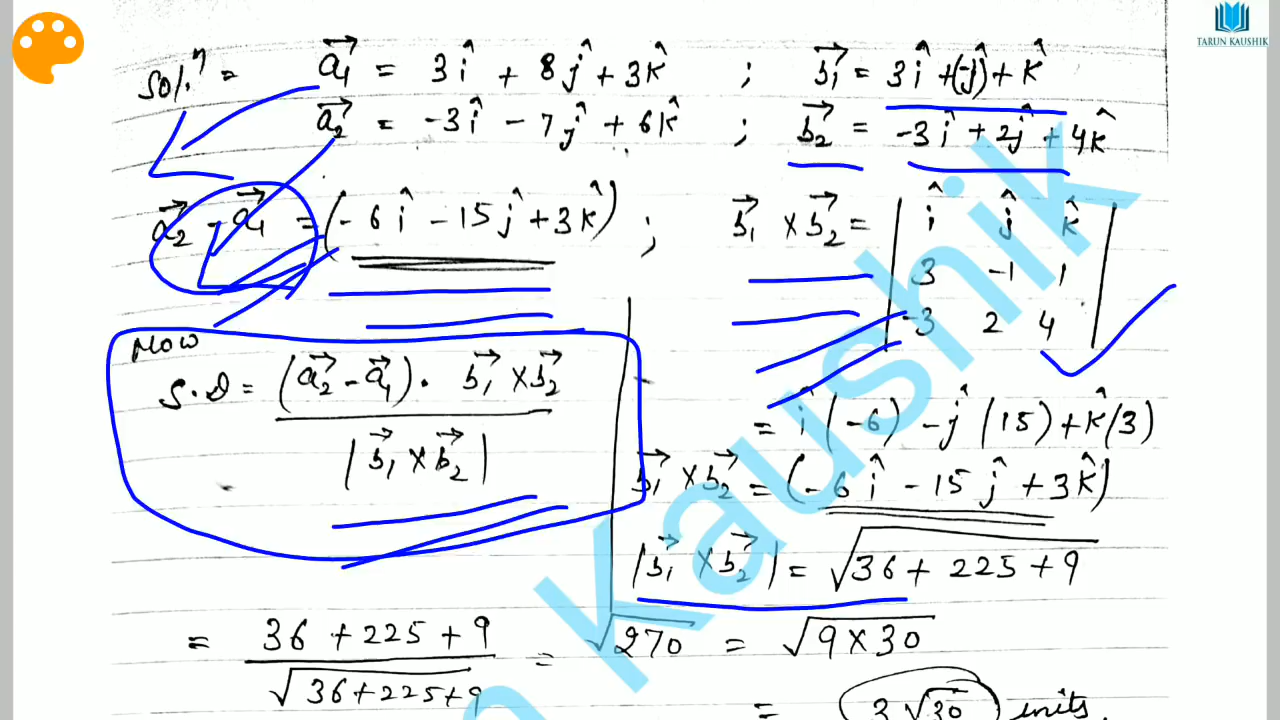 TARUN KAUSHIK
Solⁿ = a₁⃗ = 3î + 8ĵ + 3k̂ ; b₁⃗ = 3î +(-ĵ)+ k̂
a₂⃗ = -3î - 7ĵ + 6k̂ ; b₂⃗ = -3î + 2ĵ + 4k̂
a₂⃗ - a₁⃗ = (-6î - 15ĵ + 3k̂) ; b₁⃗ × b₂⃗ = | î ĵ k̂ |
3 -1 1
-3 2 4
Now
S.D = (a₂⃗ - a₁⃗) . b₁⃗ × b₂⃗
|b₁⃗ × b₂⃗|
= î (-6) - ĵ (15) + k̂ (3)
b₁⃗ × b₂⃗ = (-6î - 15ĵ + 3k̂)
|b₁⃗ × b₂⃗| = √36 + 225 + 9
= 36 + 225 + 9 = √270 = √9 × 30
√36+225+9
= 3√30 units.
n Kaushik